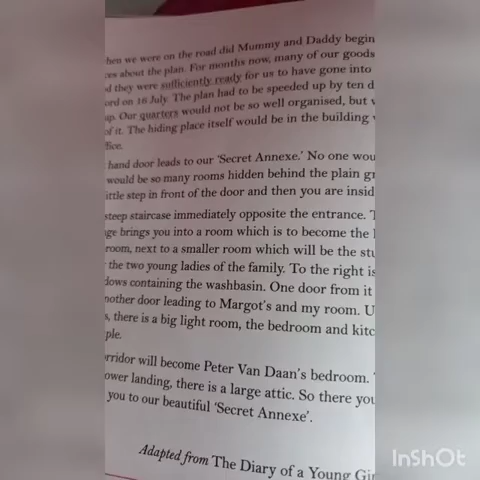 hen we were on the road did Mummy and Daddy begin
ces about the plan. For months now, many of our goods
d they were sufficiently ready for us to have gone into
ord on 16 July. The plan had to be speeded up by ten d
up. Our quarters would not be so well organised, but
of it. The hiding place itself would be in the building
fice.
hand door leads to our 'Secret Annexe.' No one wou
would be so many rooms hidden behind the plain gr
ittle step in front of the door and then you are insid
steep staircase immediately opposite the entrance. T
ge brings you into a room which is to become the
room, next to a smaller room which will be the stu
the two young ladies of the family. To the right is
dows containing the washbasin. One door from it
nother door leading to Margot's and my room. U
s, there is a big light room, the bedroom and kitc
ple.
rridor will become Peter Van Daan's bedroom.
ower landing, there is a large attic. So there you
you to our beautiful 'Secret Annexe'.
Adapted from The Diary of a Young Gir
InShOt